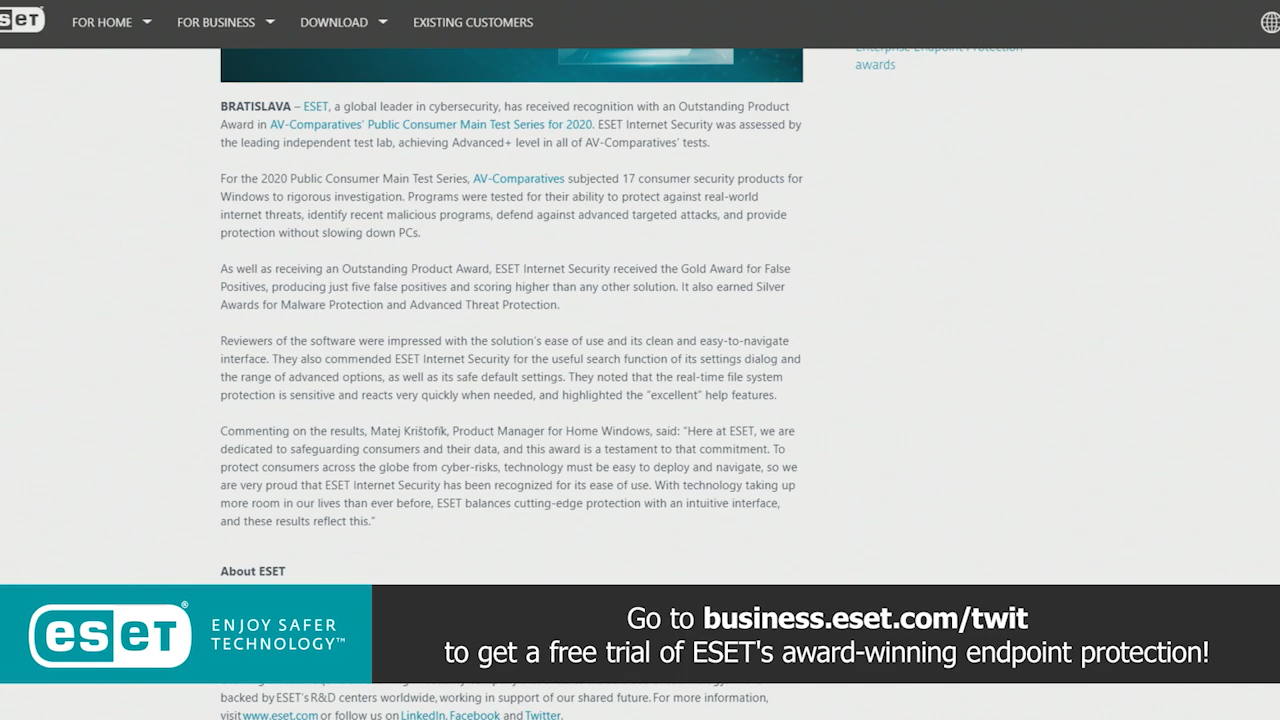 eseT
FOR HOME
FOR BUSINESS
DOWNLOAD
EXISTING CUSTOMERS
Enterprise Endpoint Protection
awards
BRATISLAVA – ESET, a global leader in cybersecurity, has received recognition with an Outstanding Product
Award in AV-Comparatives' Public Consumer Main Test Series for 2020. ESET Internet Security was assessed by
the leading independent test lab, achieving Advanced+ level in all of AV-Comparatives' tests.
For the 2020 Public Consumer Main Test Series, AV-Comparatives subjected 17 consumer security products for
Windows to rigorous investigation. Programs were tested for their ability to protect against real-world
internet threats, identify recent malicious programs, defend against advanced targeted attacks, and provide
protection without slowing down PCs.
As well as receiving an Outstanding Product Award, ESET Internet Security received the Gold Award for False
Positives, producing just five false positives and scoring higher than any other solution. It also earned Silver
Awards for Malware Protection and Advanced Threat Protection.
Reviewers of the software were impressed with the solution's ease of use and its clean and easy-to-navigate
interface. They also commended ESET Internet Security for the useful search function of its settings dialog and
the range of advanced options, as well as its safe default settings. They noted that the real-time file system
protection is sensitive and reacts very quickly when needed, and highlighted the “excellent” help features.
Commenting on the results, Matej Krištofík, Product Manager for Home Windows, said: “Here at ESET, we are
dedicated to safeguarding consumers and their data, and this award is a testament to that commitment. To
protect consumers across the globe from cyber-risks, technology must be easy to deploy and navigate, so we
are very proud that ESET Internet Security has been recognized for its ease of use. With technology taking up
more room in our lives than ever before, ESET balances cutting-edge protection with an intuitive interface,
and these results reflect this.”
About ESET
eseT®
ENJOY SAFER
TECHNOLOGY™
Go to business.eset.com/twit
to get a free trial of ESET's award-winning endpoint protection!
backed by ESET's R&D centers worldwide, working in support of our shared future. For more information,
visit www.eset.com or follow us on LinkedIn, Facebook and Twitter.